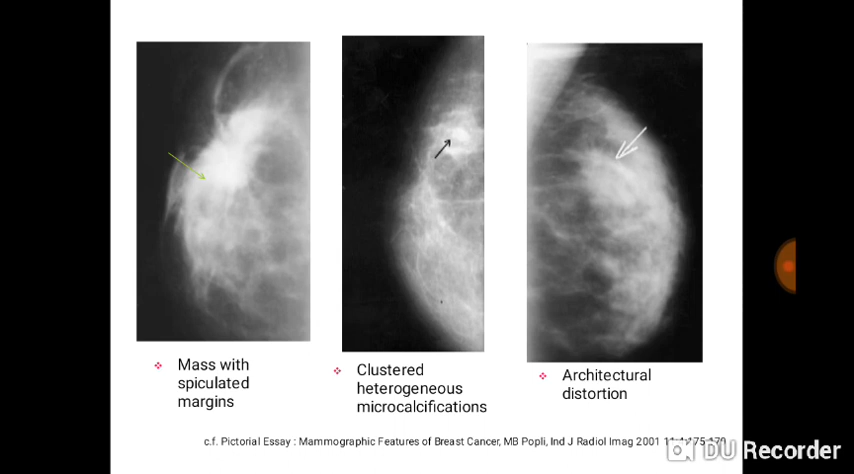 Mass with
spiculated
margins
Clustered
heterogeneous
microcalcifications
Architectural
distortion
c.f. Pictorial Essay : Mammographic Features of Breast Cancer, MB Popli, Ind J Radiol Imag 2001
DU Recorder